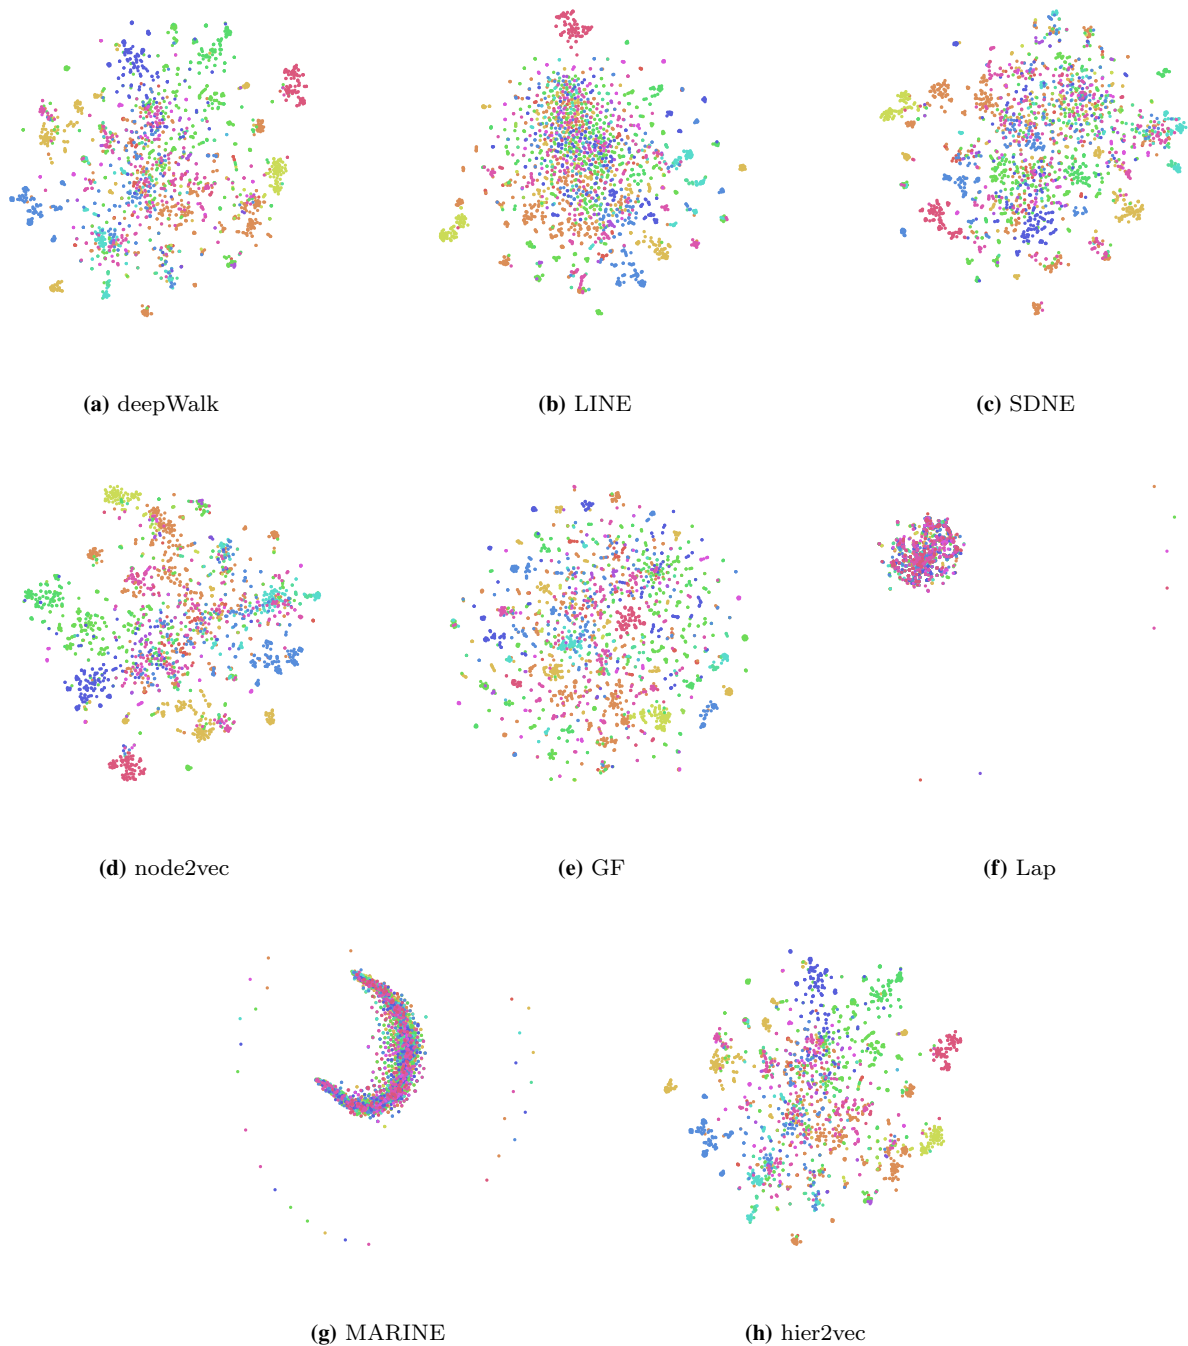 (a) deepWalk
(b) LINE
(c) SDNE
(d) node2vec
(e) GF
(f) Lap
(g) MARINE
(h) hier2vec